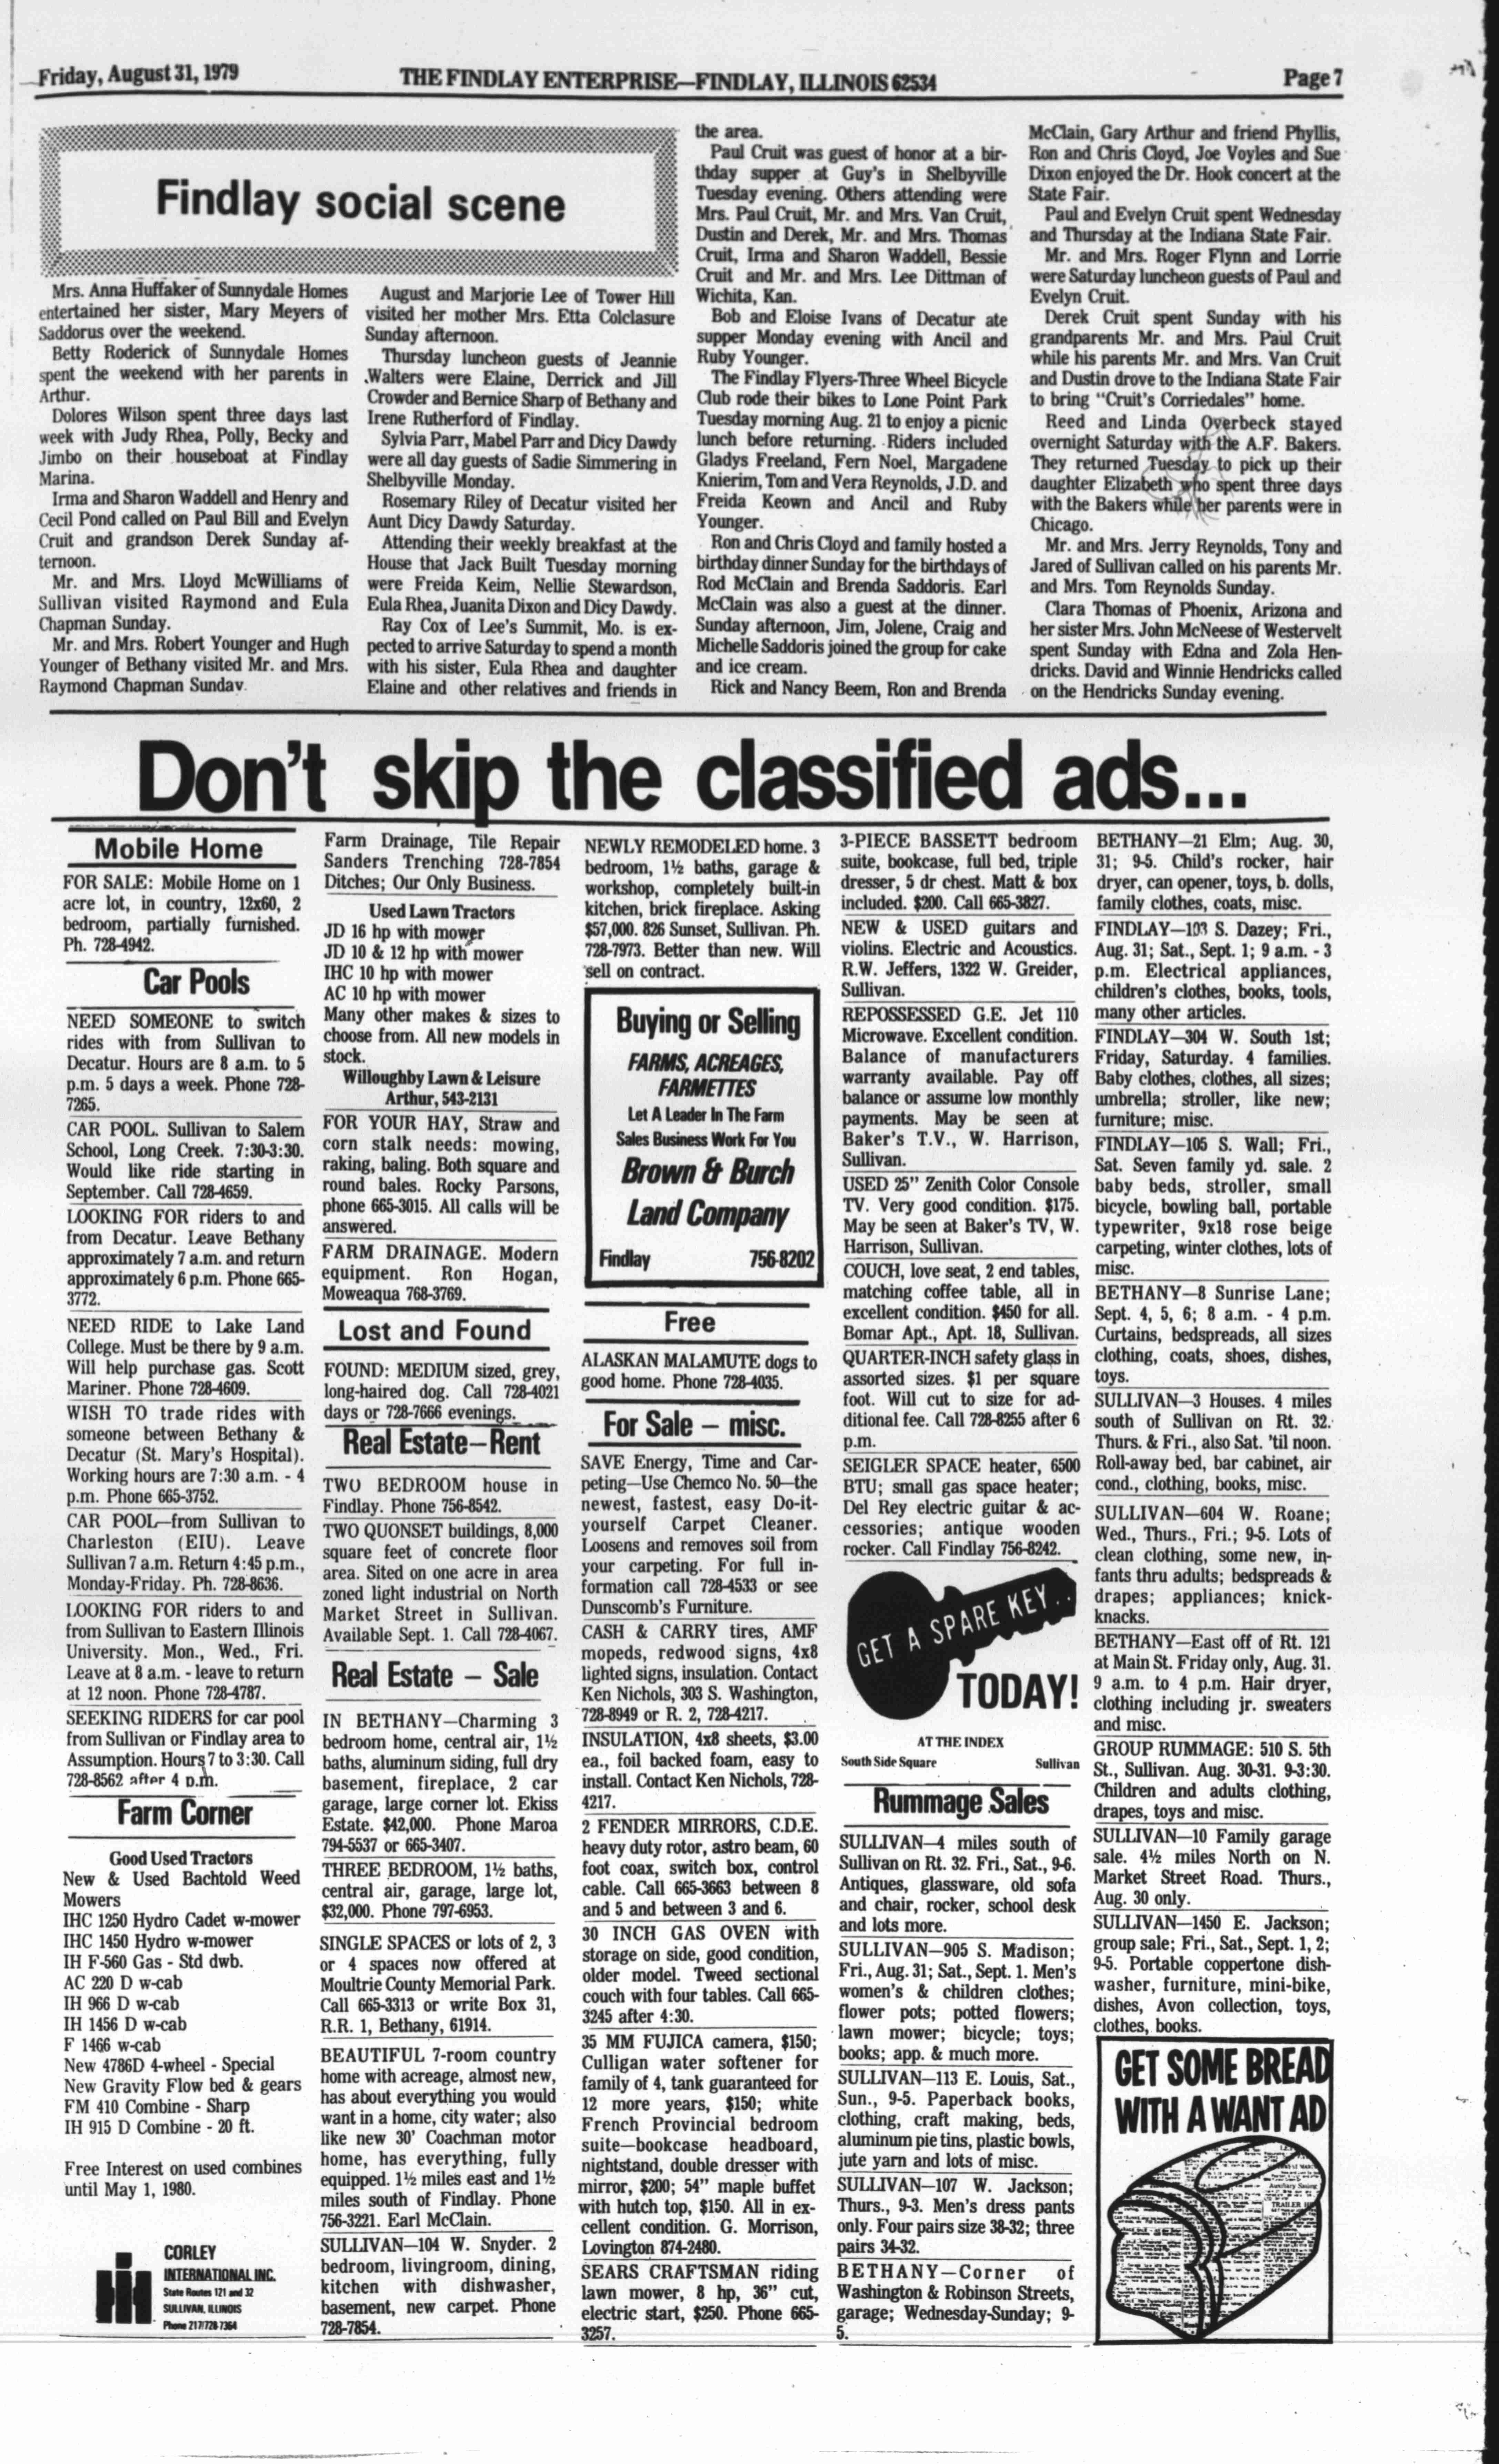 Friday, August 31, 1979
THE FINDLAY ENTERPRISE—FINDLAY, ILLINOIS 62534
Page 7
Findlay social scene
Mrs. Anna Huffaker of Sunnydale Homes
entertained her sister, Mary Meyers of
Saddorus over the weekend.
Betty Roderick of Sunnydale Homes
spent the weekend with her parents in
Arthur.
Dolores Wilson spent three days last
week with Judy Rhea, Polly, Becky and
Jimbo on their houseboat at Findlay
Marina.
Irma and Sharon Waddell and Henry and
Cecil Pond called on Paul Bill and Evelyn
Cruit and grandson Derek Sunday af-
ternoon.
Mr. and Mrs. Lloyd McWilliams of
Sullivan visited Raymond and Eula
Chapman Sunday.
Mr. and Mrs. Robert Younger and Hugh
Younger of Bethany visited Mr. and Mrs.
Raymond Chapman Sunday.
August and Marjorie Lee of Tower Hill
visited her mother Mrs. Etta Colclasure
Sunday afternoon.
Thursday luncheon guests of Jeannie
Walters were Elaine, Derrick and Jill
Crowder and Bernice Sharp of Bethany and
Irene Rutherford of Findlay.
Sylvia Parr, Mabel Parr and Dicy Dawdy
were all day guests of Sadie Simmering in
Shelbyville Monday.
Rosemary Riley of Decatur visited her
Aunt Dicy Dawdy Saturday.
Attending their weekly breakfast at the
House that Jack Built Tuesday morning
were Freida Keim, Nellie Stewardson,
Eula Rhea, Juanita Dixon and Dicy Dawdy.
Ray Cox of Lee's Summit, Mo. is ex-
pected to arrive Saturday to spend a month
with his sister, Eula Rhea and daughter
Elaine and other relatives and friends in
the area.
Paul Cruit was guest of honor at a bir-
thday supper at Guy's in Shelbyville
Tuesday evening. Others attending were
Mrs. Paul Cruit, Mr. and Mrs. Van Cruit,
Dustin and Derek, Mr. and Mrs. Thomas
Cruit, Irma and Sharon Waddell, Bessie
Cruit and Mr. and Mrs. Lee Dittman of
Wichita, Kan.
Bob and Eloise Ivans of Decatur ate
supper Monday evening with Ancil and
Ruby Younger.
The Findlay Flyers-Three Wheel Bicycle
Club rode their bikes to Lone Point Park
Tuesday morning Aug. 21 to enjoy a picnic
lunch before returning. Riders included
Gladys Freeland, Fern Noel, Margadene
Knierim, Tom and Vera Reynolds, J.D. and
Freida Keown and Ancil and Ruby
Younger.
Ron and Chris Cloyd and family hosted a
birthday dinner Sunday for the birthdays of
Rod McClain and Brenda Saddoris. Earl
McClain was also a guest at the dinner.
Sunday afternoon, Jim, Jolene, Craig and
Michelle Saddoris joined the group for cake
and ice cream.
Rick and Nancy Beem, Ron and Brenda
McClain, Gary Arthur and friend Phyllis,
Ron and Chris Cloyd, Joe Voyles and Sue
Dixon enjoyed the Dr. Hook concert at the
State Fair.
Paul and Evelyn Cruit spent Wednesday
and Thursday at the Indiana State Fair.
Mr. and Mrs. Roger Flynn and Lorrie
were Saturday luncheon guests of Paul and
Evelyn Cruit.
Derek Cruit spent Sunday with his
grandparents Mr. and Mrs. Paul Cruit
while his parents Mr. and Mrs. Van Cruit
and Dustin drove to the Indiana State Fair
to bring "Cruit's Corriedales" home.
Reed and Linda Overbeck stayed
overnight Saturday with the A.F. Bakers.
They returned Tuesday to pick up their
daughter Elizabeth who spent three days
with the Bakers while her parents were in
Chicago.
Mr. and Mrs. Jerry Reynolds, Tony and
Jared of Sullivan called on his parents Mr.
and Mrs. Tom Reynolds Sunday.
Clara Thomas of Phoenix, Arizona and
her sister Mrs. John McNeese of Westervelt
spent Sunday with Edna and Zola Hen-
dricks. David and Winnie Hendricks called
on the Hendricks Sunday evening.
Don't skip the classified ads...
Mobile Home
FOR SALE: Mobile Home on 1
acre lot, in country, 12x60, 2
bedroom, partially furnished.
Ph. 728-4942.
Car Pools
NEED SOMEONE to switch
rides with from Sullivan to
Decatur. Hours are 8 a.m. to 5
p.m. 5 days a week. Phone 728-
7265.
CAR POOL. Sullivan to Salem
School, Long Creek. 7:30-3:30.
Would like ride starting in
September. Call 728-4659.
LOOKING FOR riders to and
from Decatur. Leave Bethany
approximately 7 a.m. and return
approximately 6 p.m. Phone 665-
3772.
NEED RIDE to Lake Land
College. Must be there by 9 a.m.
Will help purchase gas. Scott
Mariner. Phone 728-4609.
WISH TO trade rides with
someone between Bethany &
Decatur (St. Mary's Hospital).
Working hours are 7:30 a.m. - 4
p.m. Phone 665-3752.
CAR POOL—from Sullivan to
Charleston (EIU). Leave
Sullivan 7 a.m. Return 4:45 p.m.,
Monday-Friday. Ph. 728-8636.
LOOKING FOR riders to and
from Sullivan to Eastern Illinois
University. Mon., Wed., Fri.
Leave at 8 a.m. - leave to return
at 12 noon. Phone 728-4787.
SEEKING RIDERS for car pool
from Sullivan or Findlay area to
Assumption. Hours 7 to 3:30. Call
728-8562 after 4 p.m.
Farm Corner
Good Used Tractors
New & Used Bachtold Weed
Mowers
IHC 1250 Hydro Cadet w-mower
IHC 1450 Hydro w-mower
IH F-560 Gas - Std dwb.
AC 220 D w-cab
IH 966 D w-cab
IH 1456 D w-cab
F 1466 w-cab
New 4786D 4-wheel - Special
New Gravity Flow bed & gears
FM 410 Combine - Sharp
IH 915 D Combine - 20 ft.
Free Interest on used combines
until May 1, 1980.
CORLEY
INTERNATIONAL INC.
State Routes 121 and 32
SULLIVAN, ILLINOIS
Phone 217/728-7364
Farm Drainage, Tile Repair
Sanders Trenching 728-7854
Ditches; Our Only Business.
Used Lawn Tractors
JD 16 hp with mower
JD 10 & 12 hp with mower
IHC 10 hp with mower
AC 10 hp with mower
Many other makes & sizes to
choose from. All new models in
stock.
Willoughby Lawn & Leisure
Arthur, 543-2131
FOR YOUR HAY, Straw and
corn stalk needs: mowing,
raking, baling. Both square and
round bales. Rocky Parsons,
phone 665-3015. All calls will be
answered.
FARM DRAINAGE. Modern
equipment. Ron Hogan,
Moweaqua 768-3769.
Lost and Found
FOUND: MEDIUM sized, grey,
long-haired dog. Call 728-4021
days or 728-7666 evenings.
Real Estate—Rent
TWO BEDROOM house in
Findlay. Phone 756-8542.
TWO QUONSET buildings, 8,000
square feet of concrete floor
area. Sited on one acre in area
zoned light industrial on North
Market Street in Sullivan.
Available Sept. 1. Call 728-4067.
Real Estate — Sale
IN BETHANY—Charming 3
bedroom home, central air, 1½
baths, aluminum siding, full dry
basement, fireplace, 2 car
garage, large corner lot. Ekiss
Estate. $42,000. Phone Maroa
794-5537 or 665-3407.
THREE BEDROOM, 1½ baths,
central air, garage, large lot,
$32,000. Phone 797-6953.
SINGLE SPACES or lots of 2, 3
or 4 spaces now offered at
Moultrie County Memorial Park.
Call 665-3313 or write Box 31,
R.R. 1, Bethany, 61914.
BEAUTIFUL 7-room country
home with acreage, almost new,
has about everything you would
want in a home, city water; also
like new 30' Coachman motor
home, has everything, fully
equipped. 1½ miles east and 1½
miles south of Findlay. Phone
756-3221. Earl McClain.
SULLIVAN—104 W. Snyder. 2
bedroom, livingroom, dining,
kitchen with dishwasher,
basement, new carpet. Phone
728-7854.
NEWLY REMODELED home. 3
bedroom, 1½ baths, garage &
workshop, completely built-in
kitchen, brick fireplace. Asking
$57,000. 826 Sunset, Sullivan. Ph.
728-7973. Better than new. Will
sell on contract.
Buying or Selling
FARMS, ACREAGES,
FARMETTES
Let A Leader In The Farm
Sales Business Work For You
Brown & Burch
Land Company
Findlay 756-8202
Free
ALASKAN MALAMUTE dogs to
good home. Phone 728-4035.
For Sale — misc.
SAVE Energy, Time and Car-
peting—Use Chemco No. 50—the
newest, fastest, easy Do-it-
yourself Carpet Cleaner.
Loosens and removes soil from
your carpeting. For full in-
formation call 728-4533 or see
Dunscomb's Furniture.
CASH & CARRY tires, AMF
mopeds, redwood signs, 4x8
lighted signs, insulation. Contact
Ken Nichols, 303 S. Washington,
728-8949 or R. 2, 728-4217.
INSULATION, 4x8 sheets, $3.00
ea., foil backed foam, easy to
install. Contact Ken Nichols, 728-
4217.
2 FENDER MIRRORS, C.D.E.
heavy duty rotor, astro beam, 60
foot coax, switch box, control
cable. Call 665-3663 between 8
and 5 and between 3 and 6.
30 INCH GAS OVEN with
storage on side, good condition,
older model. Tweed sectional
couch with four tables. Call 665-
3245 after 4:30.
35 MM FUJICA camera, $150;
Culligan water softener for
family of 4, tank guaranteed for
12 more years, $150; white
French Provincial bedroom
suite—bookcase headboard,
nightstand, double dresser with
mirror, $200; 54" maple buffet
with hutch top, $150. All in ex-
cellent condition. G. Morrison,
Lovington 874-2480.
SEARS CRAFTSMAN riding
lawn mower, 8 hp, 36" cut,
electric start, $250. Phone 665-
3257.
3-PIECE BASSETT bedroom
suite, bookcase, full bed, triple
dresser, 5 dr chest. Matt & box
included. $200. Call 665-3827.
NEW & USED guitars and
violins. Electric and Acoustics.
R.W. Jeffers, 1322 W. Greider,
Sullivan.
REPOSSESSED G.E. Jet 110
Microwave. Excellent condition.
Balance of manufacturers
warranty available. Pay off
balance or assume low monthly
payments. May be seen at
Baker's T.V., W. Harrison,
Sullivan.
USED 25" Zenith Color Console
TV. Very good condition. $175.
May be seen at Baker's TV, W.
Harrison, Sullivan.
COUCH, love seat, 2 end tables,
matching coffee table, all in
excellent condition. $450 for all.
Bomar Apt., Apt. 18, Sullivan.
QUARTER-INCH safety glass in
assorted sizes. $1 per square
foot. Will cut to size for ad-
ditional fee. Call 728-8255 after 6
p.m.
SEIGLER SPACE heater, 6500
BTU; small gas space heater;
Del Rey electric guitar & ac-
cessories; antique wooden
rocker. Call Findlay 756-8242.
GET A SPARE KEY..
TODAY!
AT THE INDEX
South Side Square Sullivan
Rummage Sales
SULLIVAN—4 miles south of
Sullivan on Rt. 32. Fri., Sat., 9-6.
Antiques, glassware, old sofa
and chair, rocker, school desk
and lots more.
SULLIVAN—905 S. Madison;
Fri., Aug. 31; Sat., Sept. 1. Men's
women's & children clothes;
flower pots; potted flowers;
lawn mower; bicycle; toys;
books; app. & much more.
SULLIVAN—113 E. Louis, Sat.,
Sun., 9-5. Paperback books,
clothing, craft making, beds,
aluminum pie tins, plastic bowls,
jute yarn and lots of misc.
SULLIVAN—107 W. Jackson;
Thurs., 9-3. Men's dress pants
only. Four pairs size 38-32; three
pairs 34-32.
BETHANY—Corner of
Washington & Robinson Streets,
garage; Wednesday-Sunday; 9-
5.
BETHANY—21 Elm; Aug. 30,
31; 9-5. Child's rocker, hair
dryer, can opener, toys, b. dolls,
family clothes, coats, misc.
FINDLAY—103 S. Dazey; Fri.,
Aug. 31; Sat., Sept. 1; 9 a.m. - 3
p.m. Electrical appliances,
children's clothes, books, tools,
many other articles.
FINDLAY—304 W. South 1st;
Friday, Saturday. 4 families.
Baby clothes, clothes, all sizes;
umbrella; stroller, like new;
furniture; misc.
FINDLAY—105 S. Wall; Fri.,
Sat. Seven family yd. sale. 2
baby beds, stroller, small
bicycle, bowling ball, portable
typewriter, 9x18 rose beige
carpeting, winter clothes, lots of
misc.
BETHANY—8 Sunrise Lane;
Sept. 4, 5, 6; 8 a.m. - 4 p.m.
Curtains, bedspreads, all sizes
clothing, coats, shoes, dishes,
toys.
SULLIVAN—3 Houses. 4 miles
south of Sullivan on Rt. 32.
Thurs. & Fri., also Sat. 'til noon.
Roll-away bed, bar cabinet, air
cond., clothing, books, misc.
SULLIVAN—604 W. Roane;
Wed., Thurs., Fri.; 9-5. Lots of
clean clothing, some new, in-
fants thru adults; bedspreads &
drapes; appliances; knick-
knacks.
BETHANY—East off of Rt. 121
at Main St. Friday only, Aug. 31.
9 a.m. to 4 p.m. Hair dryer,
clothing including jr. sweaters
and misc.
GROUP RUMMAGE: 510 S. 5th
St., Sullivan. Aug. 30-31. 9-3:30.
Children and adults clothing,
drapes, toys and misc.
SULLIVAN—10 Family garage
sale. 4½ miles North on N.
Market Street Road. Thurs.,
Aug. 30 only.
SULLIVAN—1450 E. Jackson;
group sale; Fri., Sat., Sept. 1, 2;
9-5. Portable coppertone dish-
washer, furniture, mini-bike,
dishes, Avon collection, toys,
clothes, books.
GET SOME BREAD
WITH A WANT AD